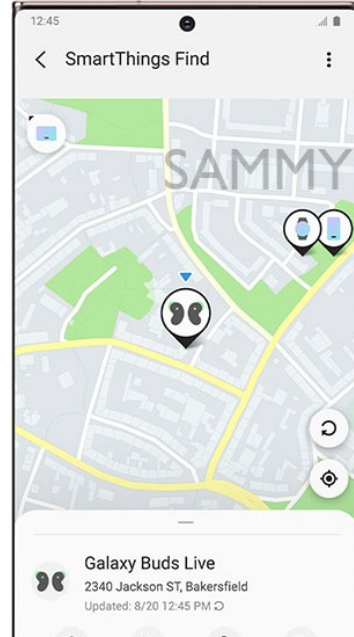 12:45
SmartThings Find
SAMMY
Galaxy Buds Live
2340 Jackson ST, Bakersfield
Updated: 8/20 12:45 PM